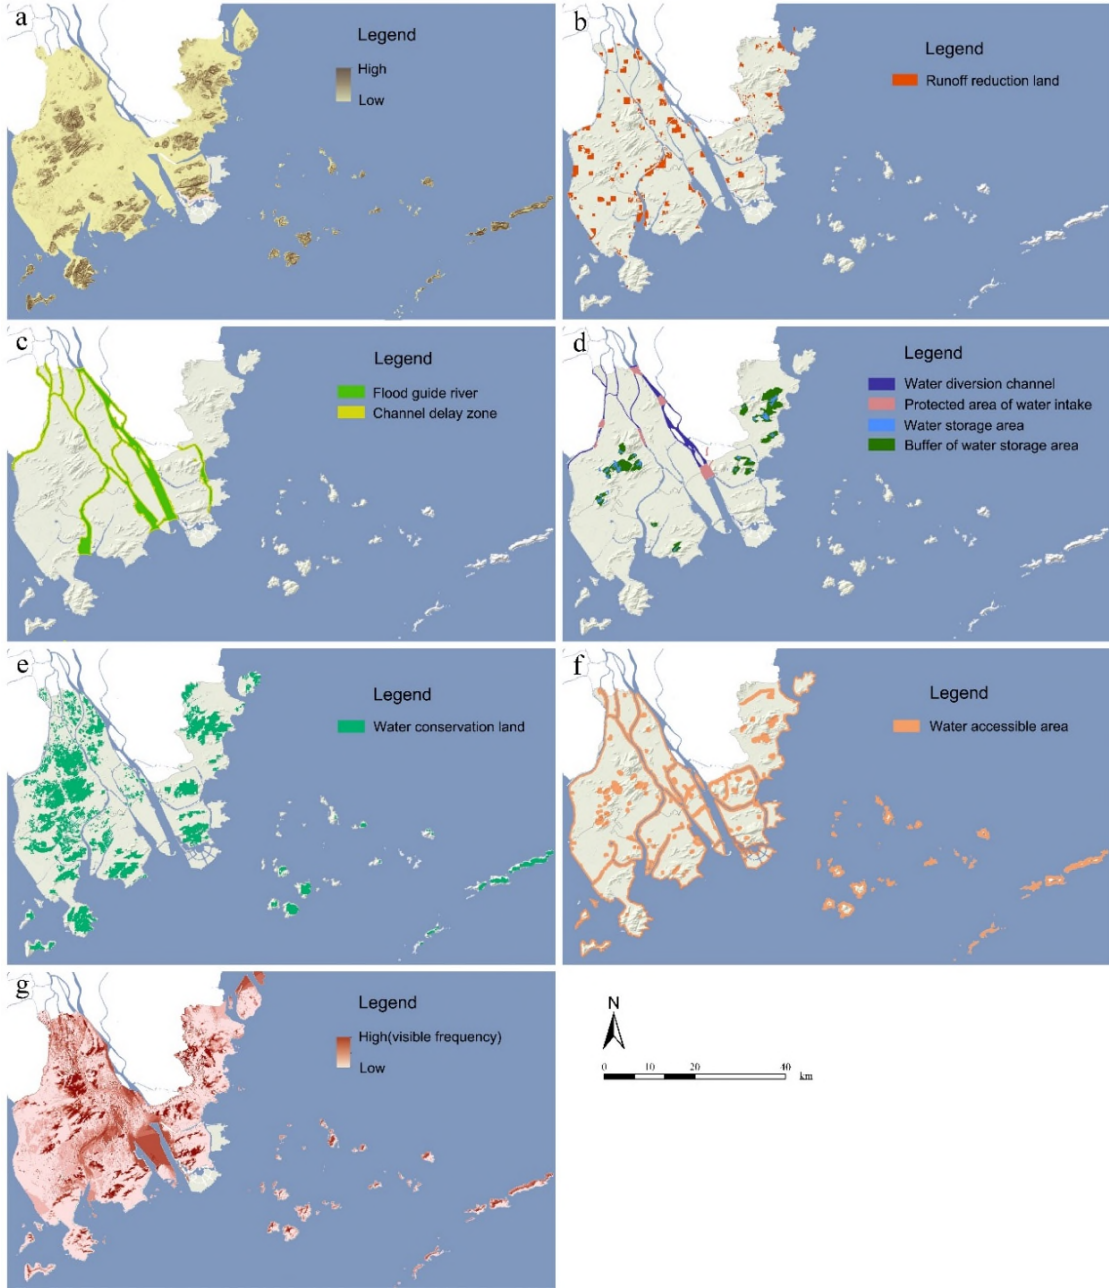 a
Legend
High
Low
b
Legend
Runoff reduction land
c
Legend
Flood guide river
Channel delay zone
d
Legend
Water diversion channel
Protected area of water intake
Water storage area
Buffer of water storage area
e
Legend
Water conservation land
f
Legend
Water accessible area
g
Legend
High(visible frequency)
Low
N
0 10 20 40 km